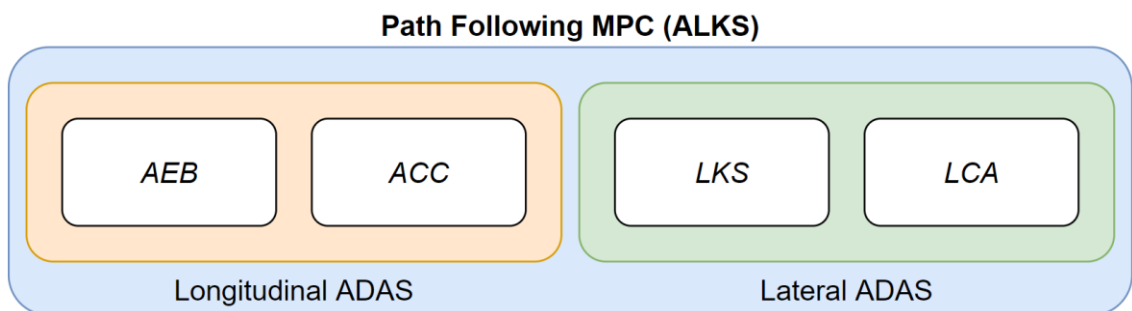 Path Following MPC (ALKS)
AEB
ACC
LKS
LCA
Longitudinal ADAS
Lateral ADAS